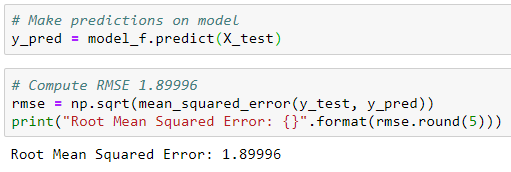 # Make predictions on model
y_pred = model_f.predict(X_test)
# Compute RMSE 1.89996
rmse = np.sqrt(mean_squared_error(y_test, y_pred))
print("Root Mean Squared Error: {}".format(rmse.round(5)))
Root Mean Squared Error: 1.89996